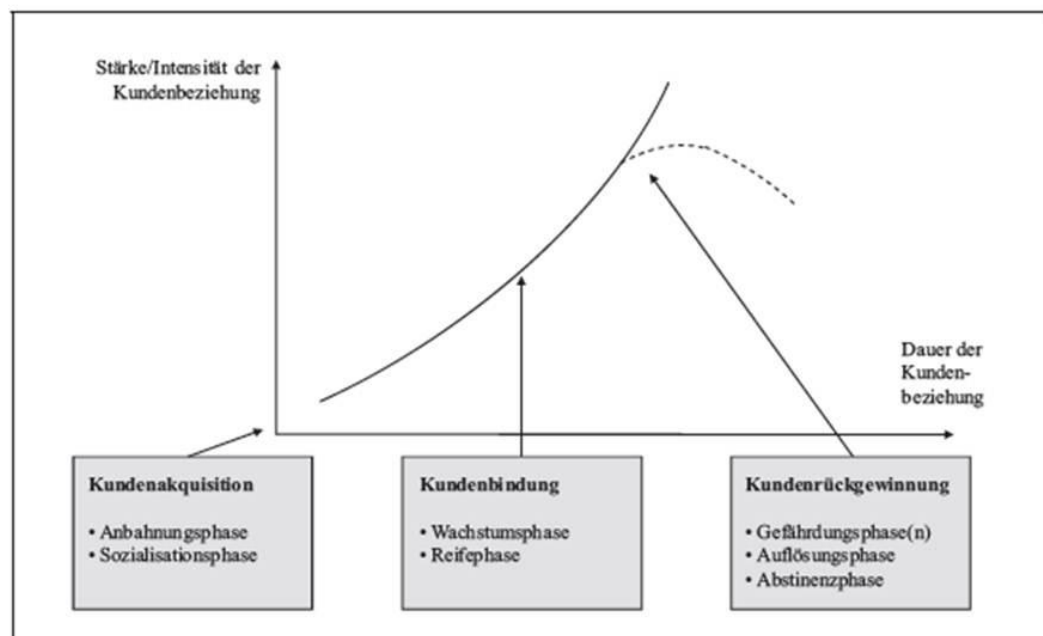 Stärke/Intensität der
Kundenbeziehung
Dauer der
Kunden-
beziehung
Kundenakquisition
• Anbahnungsphase
• Sozialisationsphase
Kundenbindung
• Wachstumsphase
• Reifephase
Kundenrückgewinnung
• Gefährdungsphase(n)
• Auflösungsphase
• Abstinenzphase